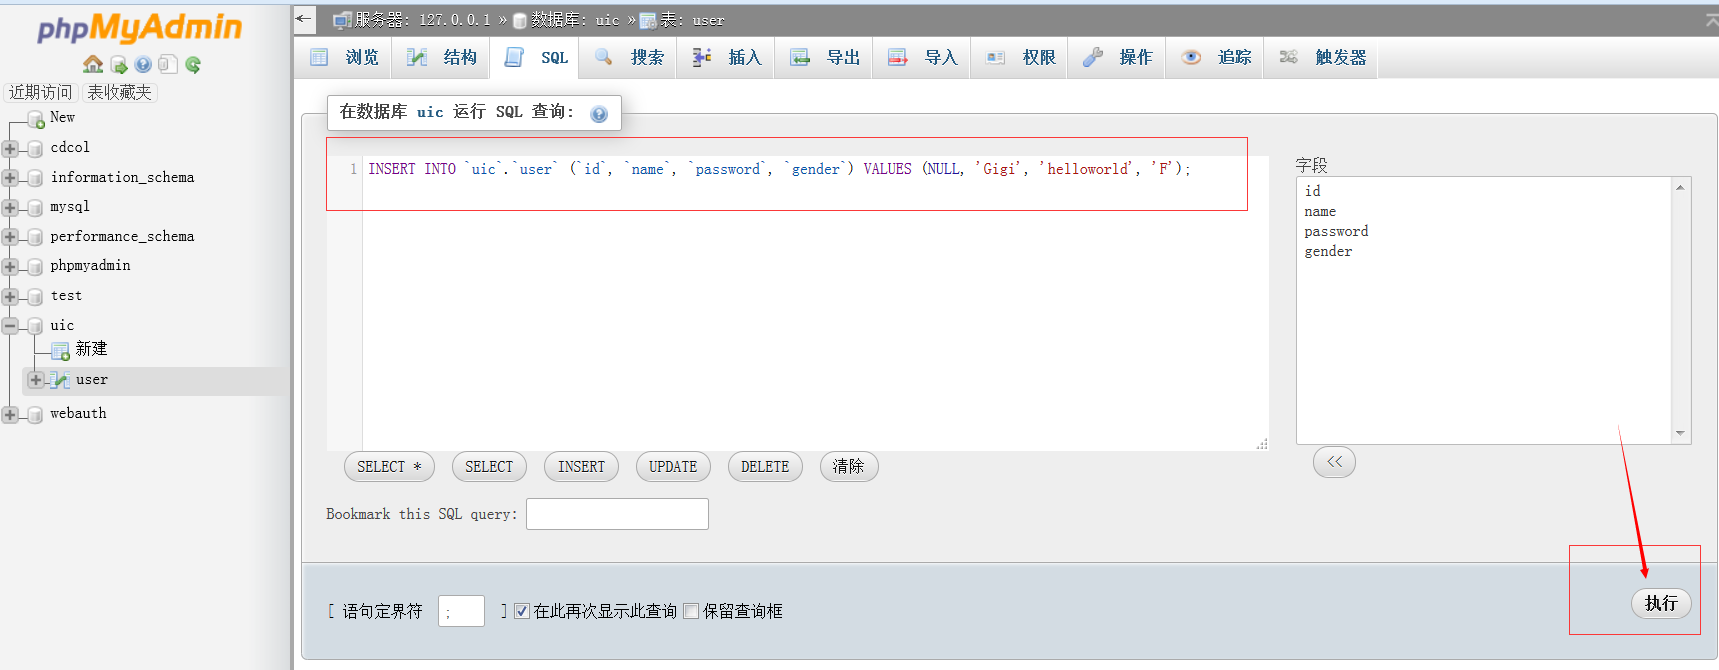 phpMyAdmin
近期访问 表收藏夹
New
cdcol
information_schema
mysql
performance_schema
phpmyadmin
test
uic
新建
user
webauth
服务器: 127.0.0.1 » 数据库: uic » 表: user
浏览 结构 SQL 搜索 插入 导出 导入 权限 操作 追踪 触发器
在数据库 uic 运行 SQL 查询:
1 INSERT INTO `uic`.`user` (`id`, `name`, `password`, `gender`) VALUES (NULL, 'Gigi', 'helloworld', 'F');
字段
id
name
password
gender
SELECT * SELECT INSERT UPDATE DELETE 清除
<<
Bookmark this SQL query:
[ 语句定界符 ; ] 在此再次显示此查询 保留查询框
执行